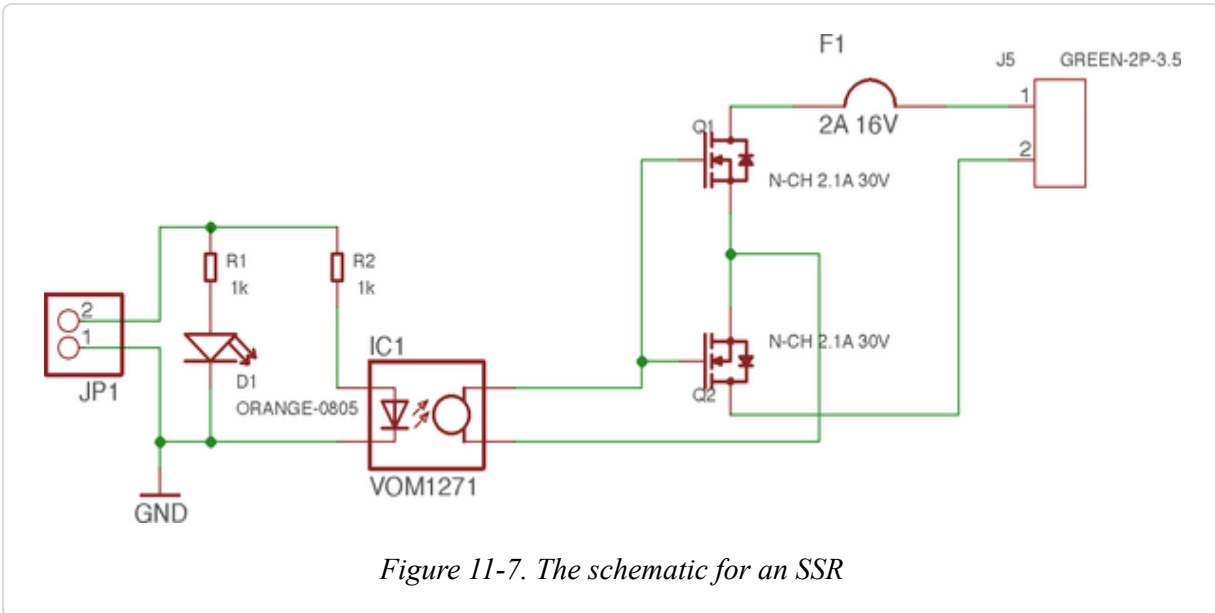 F1
J5 GREEN-2P-3.5
1
2A 16V
Q1
2
N-CH 2.1A 30V
R1
1k
R2
1k
2
1
JP1
D1
ORANGE-0805
IC1
N-CH 2.1A 30V
Q2
VOM1271
GND
Figure 11-7. The schematic for an SSR